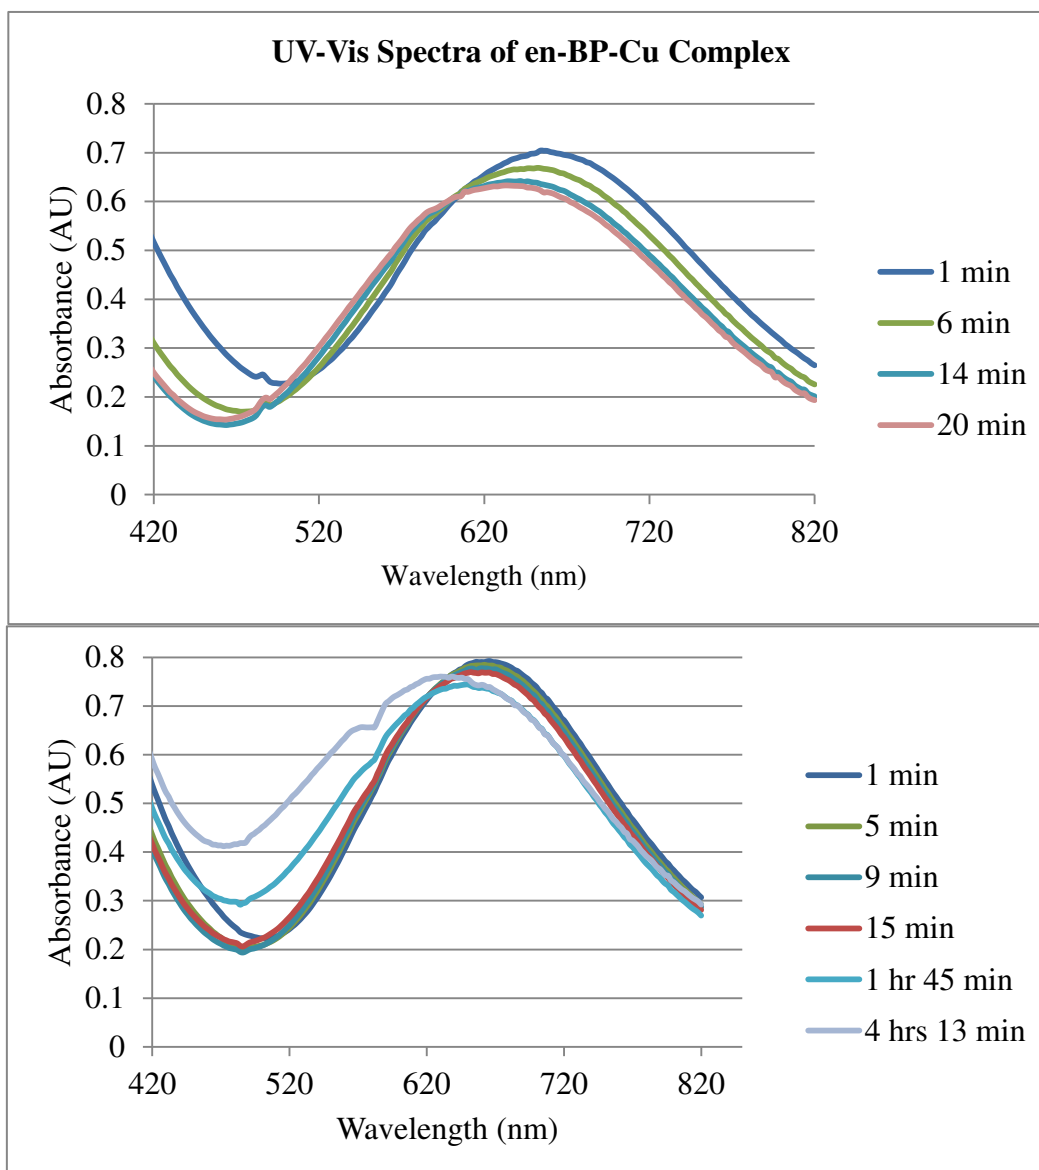 UV-Vis Spectra of en-BP-Cu Complex
Absorbance (AU)
0.8
0.7
0.6
0.5
0.4
0.3
0.2
0.1
0
420 520 620 720 820
Wavelength (nm)
1 min
6 min
14 min
20 min
Absorbance (AU)
0.8
0.7
0.6
0.5
0.4
0.3
0.2
0.1
0
420 520 620 720 820
Wavelength (nm)
1 min
5 min
9 min
15 min
1 hr 45 min
4 hrs 13 min